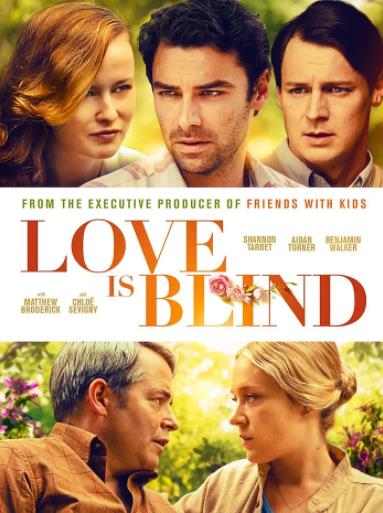 FROM THE EXECUTIVE PRODUCER OF FRIENDS WITH KIDS
LOVE
IS BLIND
SHANNON TARBET
AIDAN TURNER
BENJAMIN WALKER
with MATTHEW BRODERICK
and CHLOË SEVIGNY